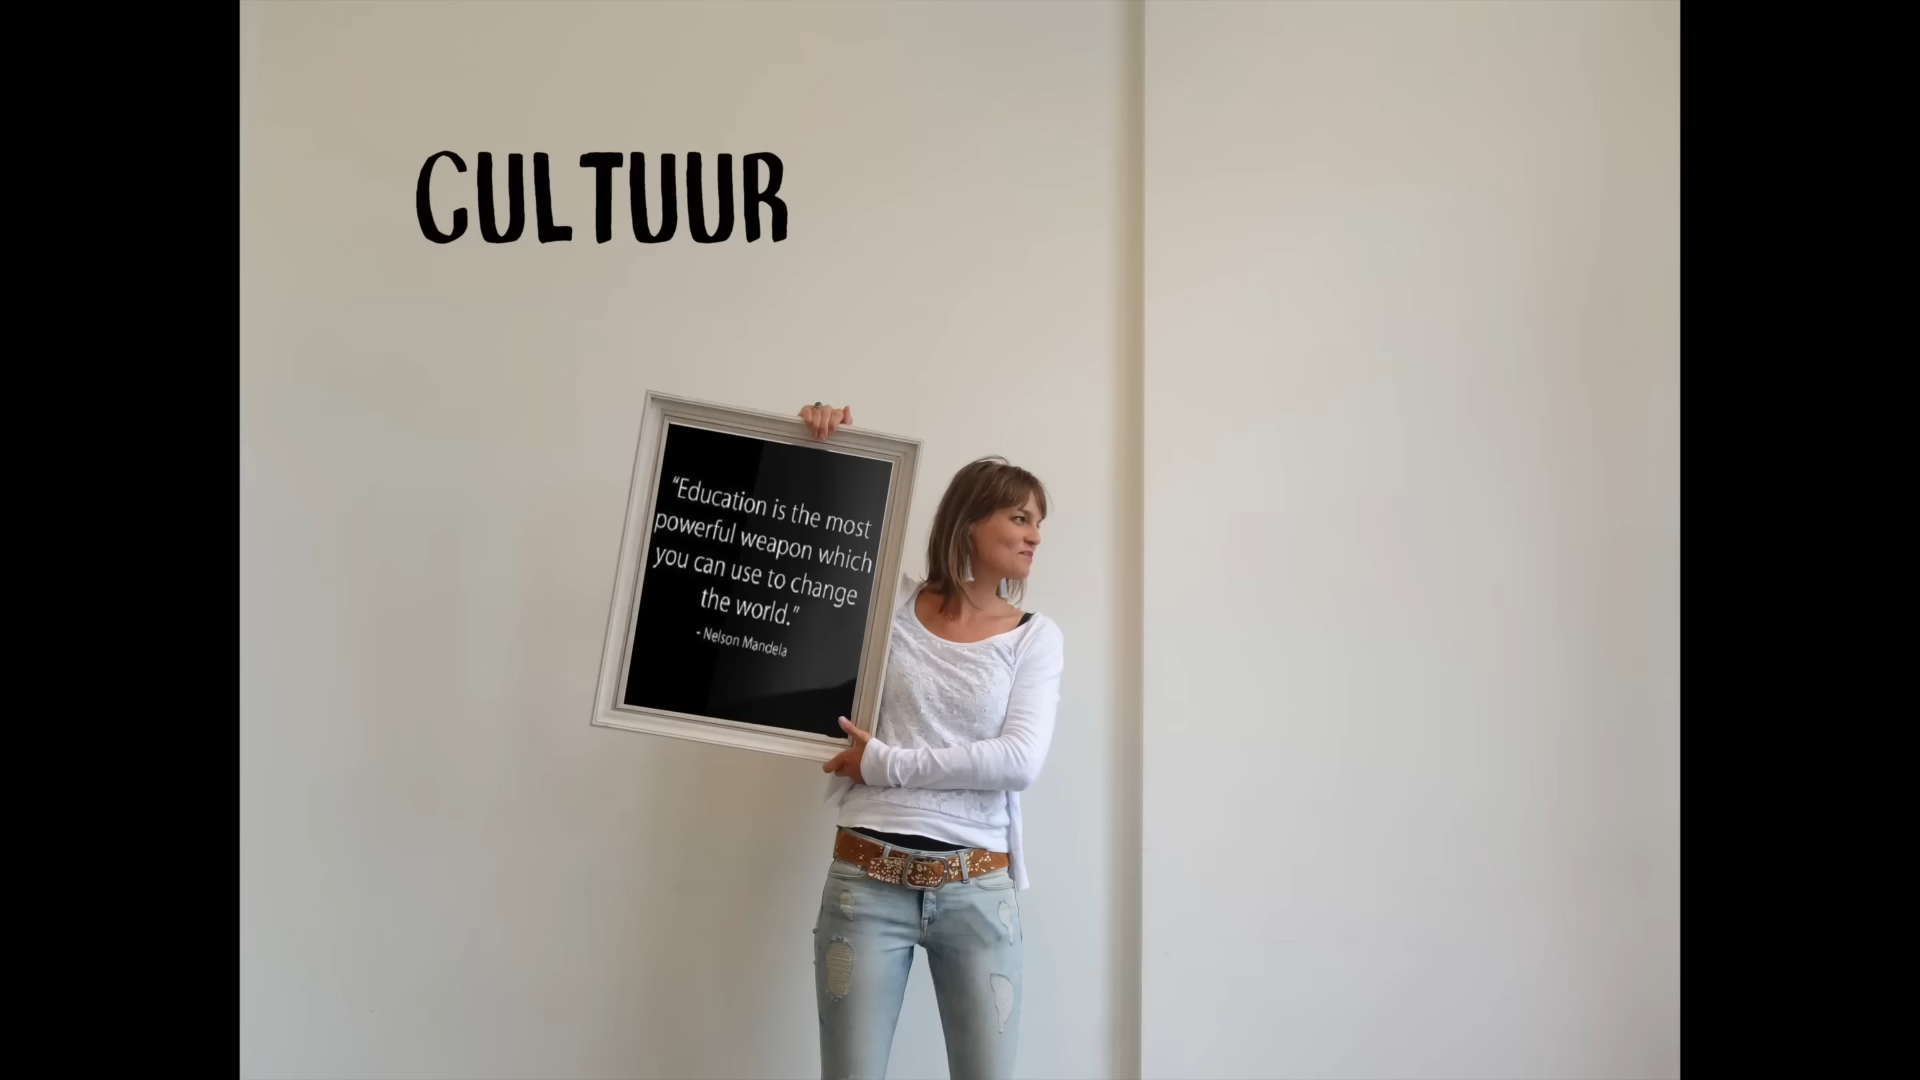 CULTUUR
“Education is the most
powerful weapon which
you can use to change
the world.”
- Nelson Mandela